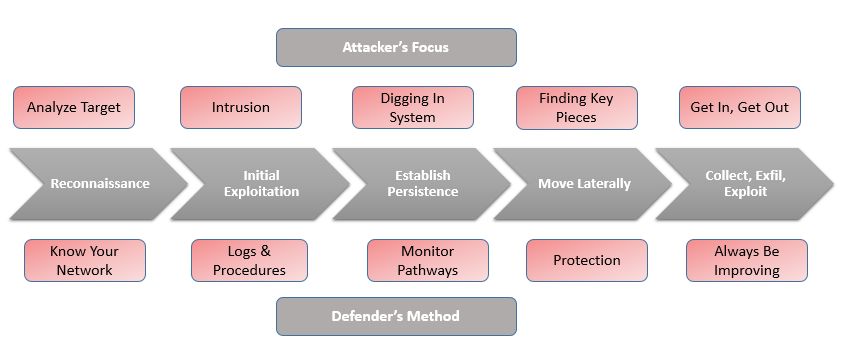 Attacker's Focus
Analyze Target
Intrusion
Digging In
System
Finding Key
Pieces
Get In, Get Out
Reconnaissance
Initial
Exploitation
Establish
Persistence
Move Laterally
Collect, Exfil,
Exploit
Know Your
Network
Logs &
Procedures
Monitor
Pathways
Protection
Always Be
Improving
Defender's Method